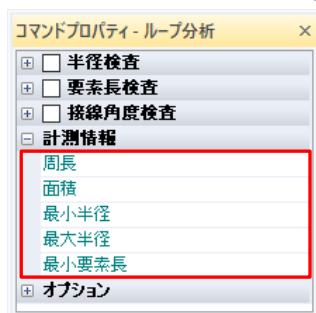 コマンドプロパティ - ループ分析
半径検査
要素長検査
接線角度検査
計測情報
周長
面積
最小半径
最大半径
最小要素長
オプション